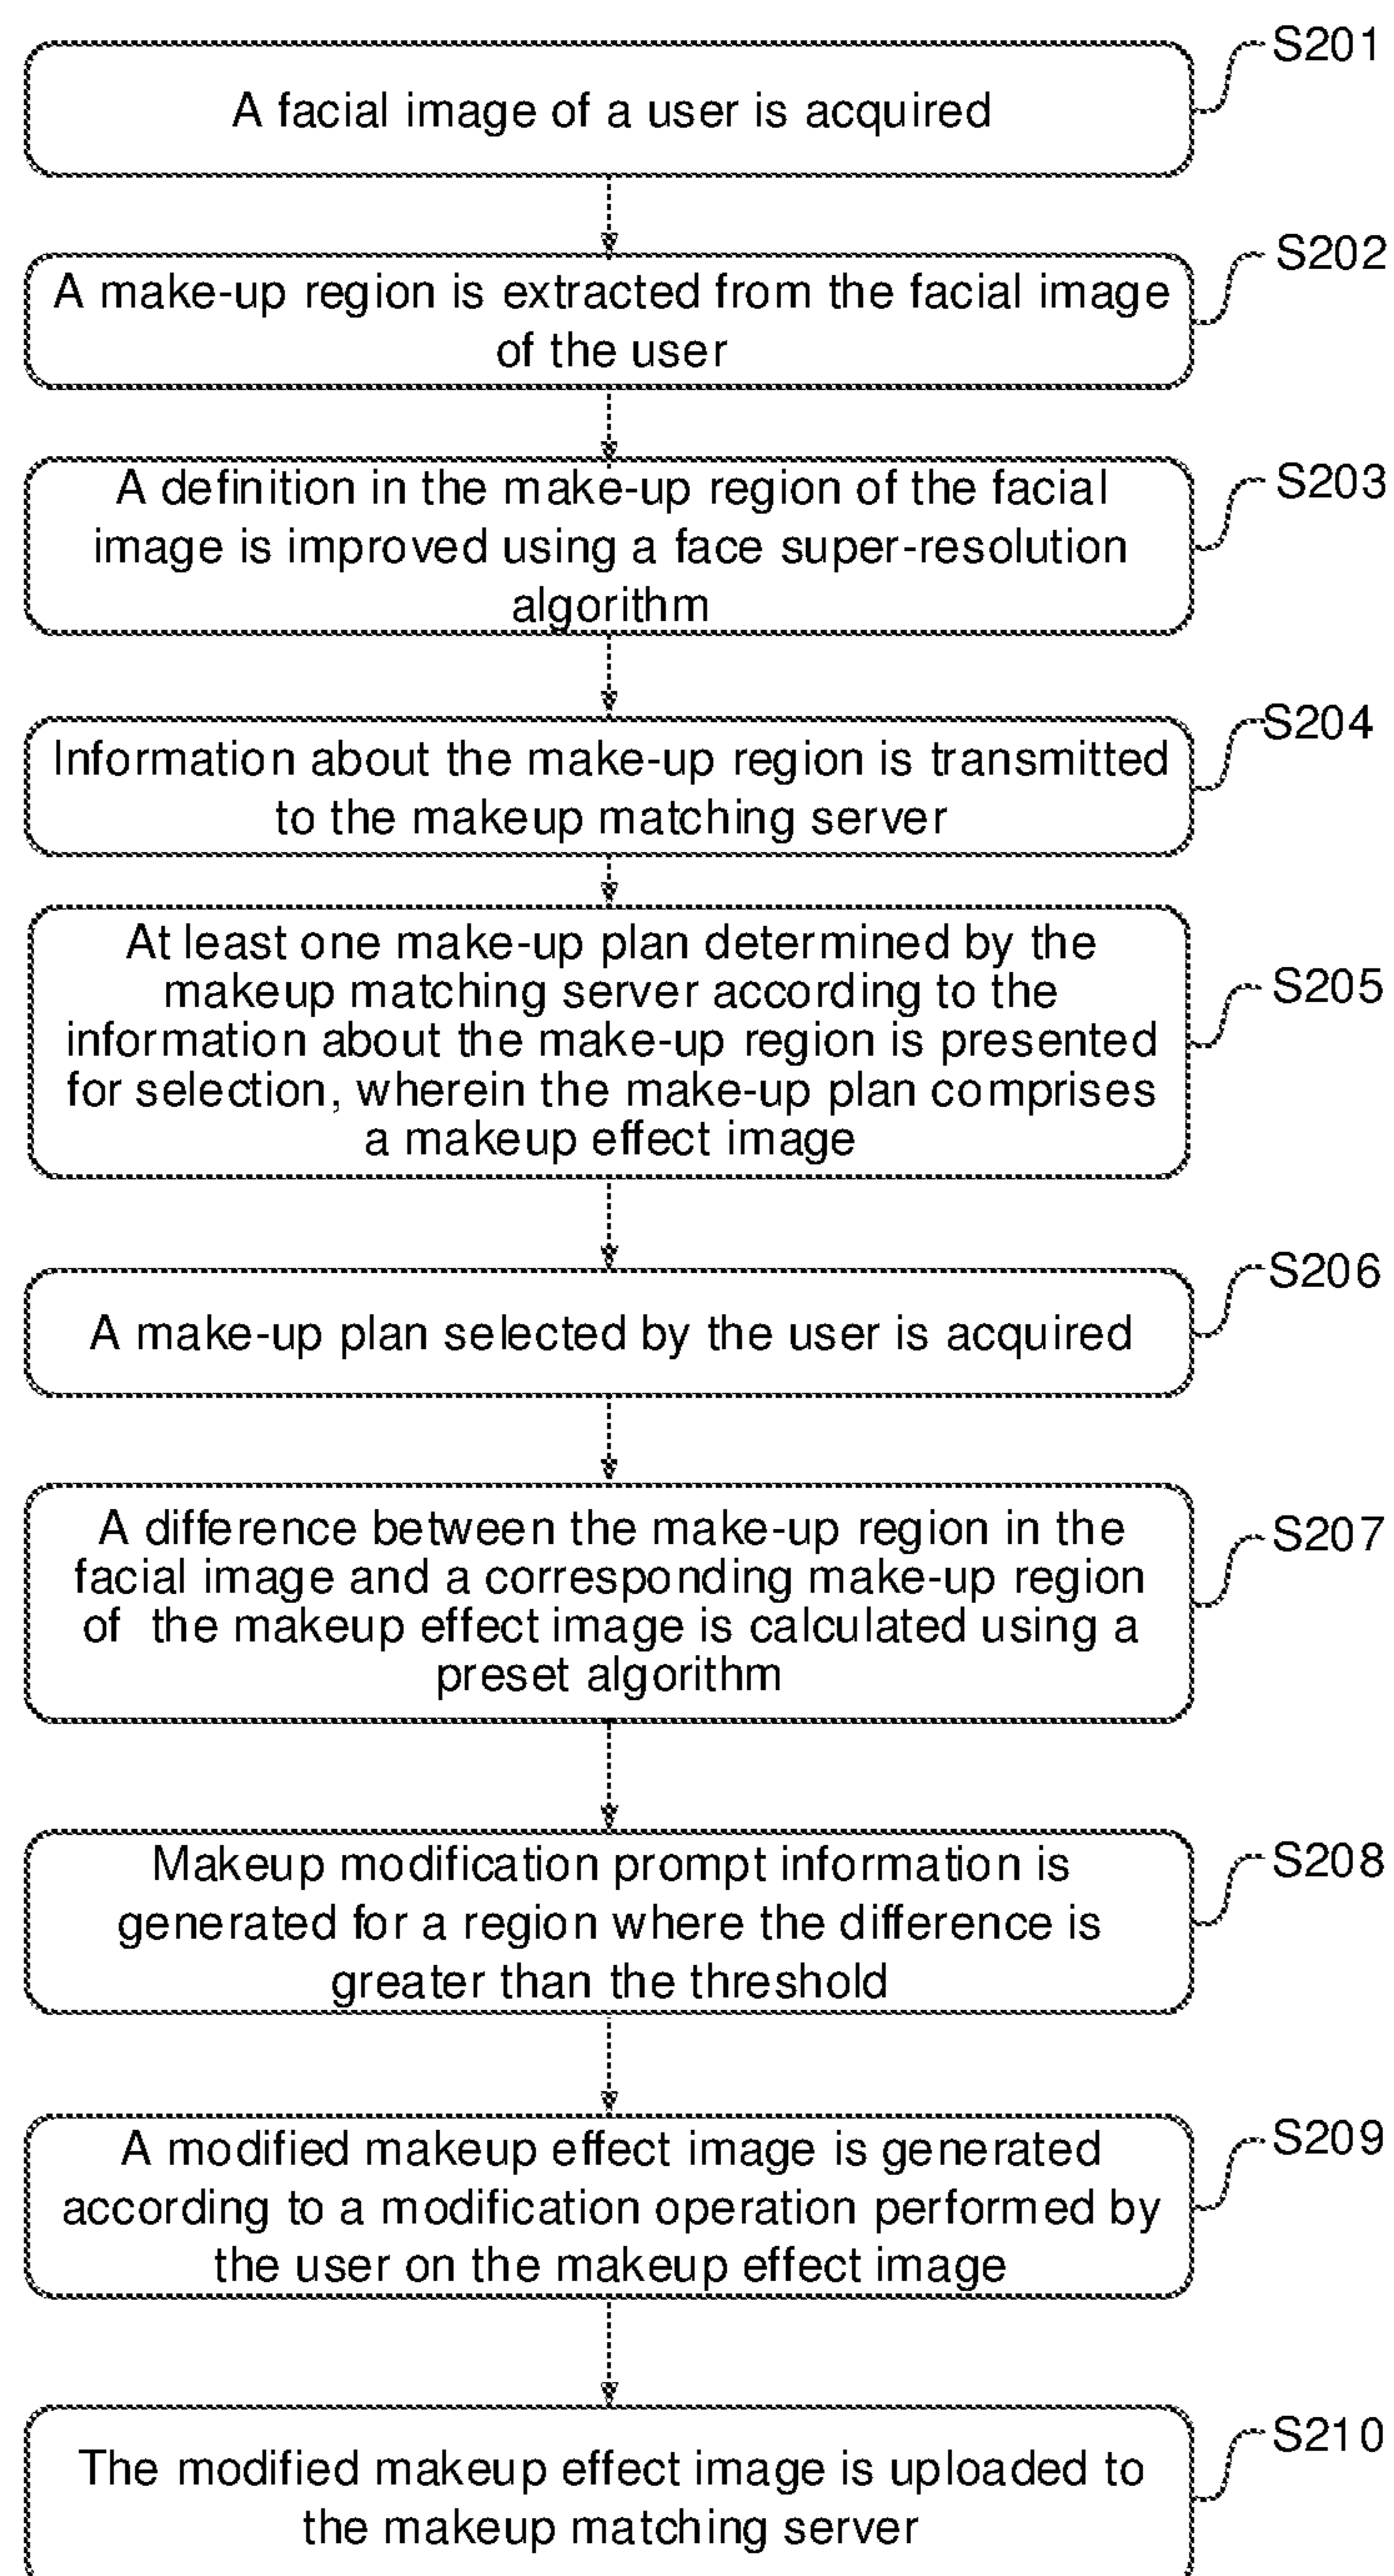 S201
A facial image of a user is acquired
S202
A make-up region is extracted from the facial image
of the user
S203
A definition in the make-up region of the facial
image is improved using a face super-resolution
algorithm
S204
Information about the make-up region is transmitted
to the makeup matching server
S205
At least one make-up plan determined by the
makeup matching server according to the
information about the make-up region is presented
for selection, wherein the make-up plan comprises
a makeup effect image
S206
A make-up plan selected by the user is acquired
S207
A difference between the make-up region in the
facial image and a corresponding make-up region
of the makeup effect image is calculated using a
preset algorithm
S208
Makeup modification prompt information is
generated for a region where the difference is
greater than the threshold
S209
A modified makeup effect image is generated
according to a modification operation performed by
the user on the makeup effect image
S210
The modified makeup effect image is uploaded to
the makeup matching server